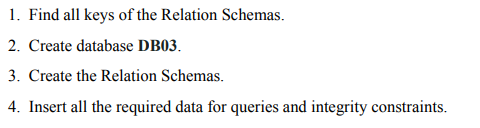 1. Find all keys of the Relation Schemas.
2. Create database DB03.
3. Create the Relation Schemas.
4. Insert all the required data for queries and integrity constraints.